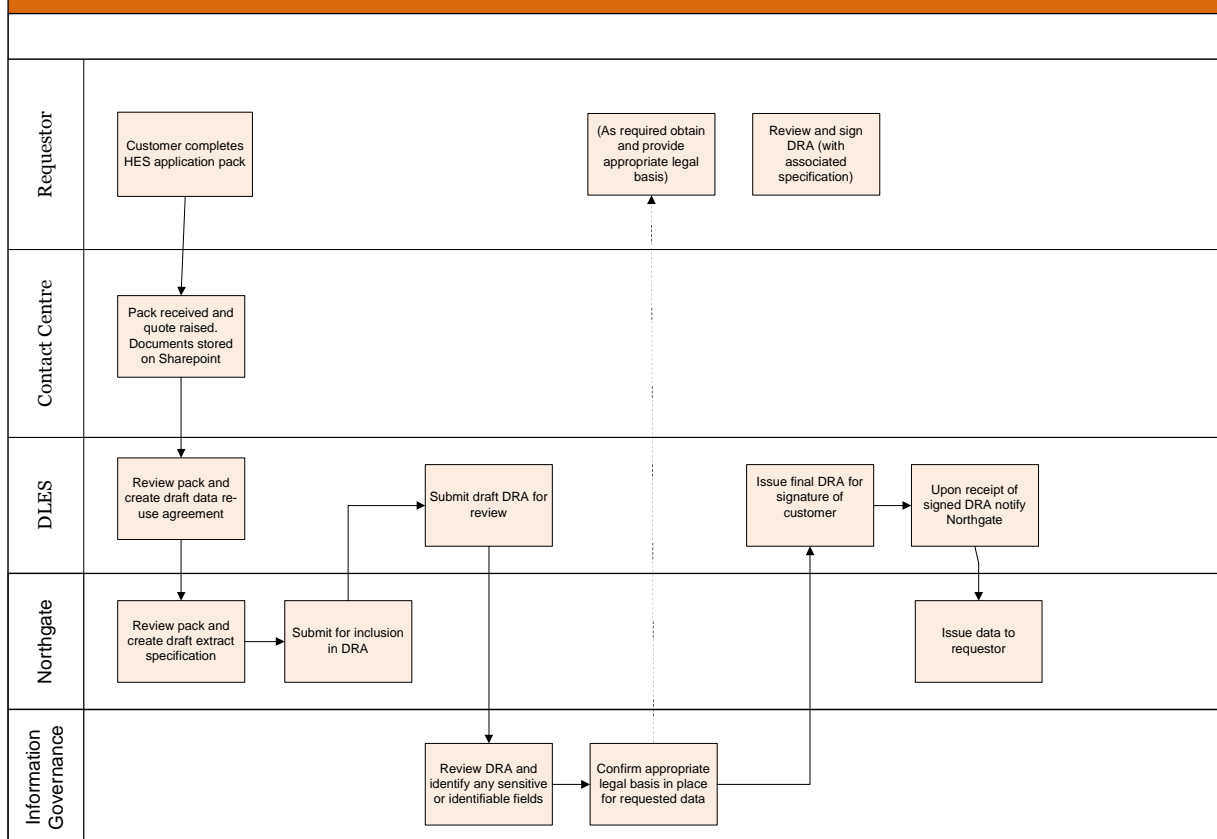 Requestor
Customer completes
HES application pack
(As required obtain
and provide
appropriate legal
basis)
Review and sign
DRA (with
associated
specification)
Contact Centre
Pack received and
quote raised.
Documents stored
on Sharepoint
DLES
Review pack and
create draft data re-
use agreement
Submit draft DRA for
review
Issue final DRA for
signature of
customer
Upon receipt of
signed DRA notify
Northgate
Northgate
Review pack and
create draft extract
specification
Submit for inclusion
in DRA
Issue data to
requestor
Information
Governance
Review DRA and
identify any sensitive
or identifiable fields
Confirm appropriate
legal basis in place
for requested data